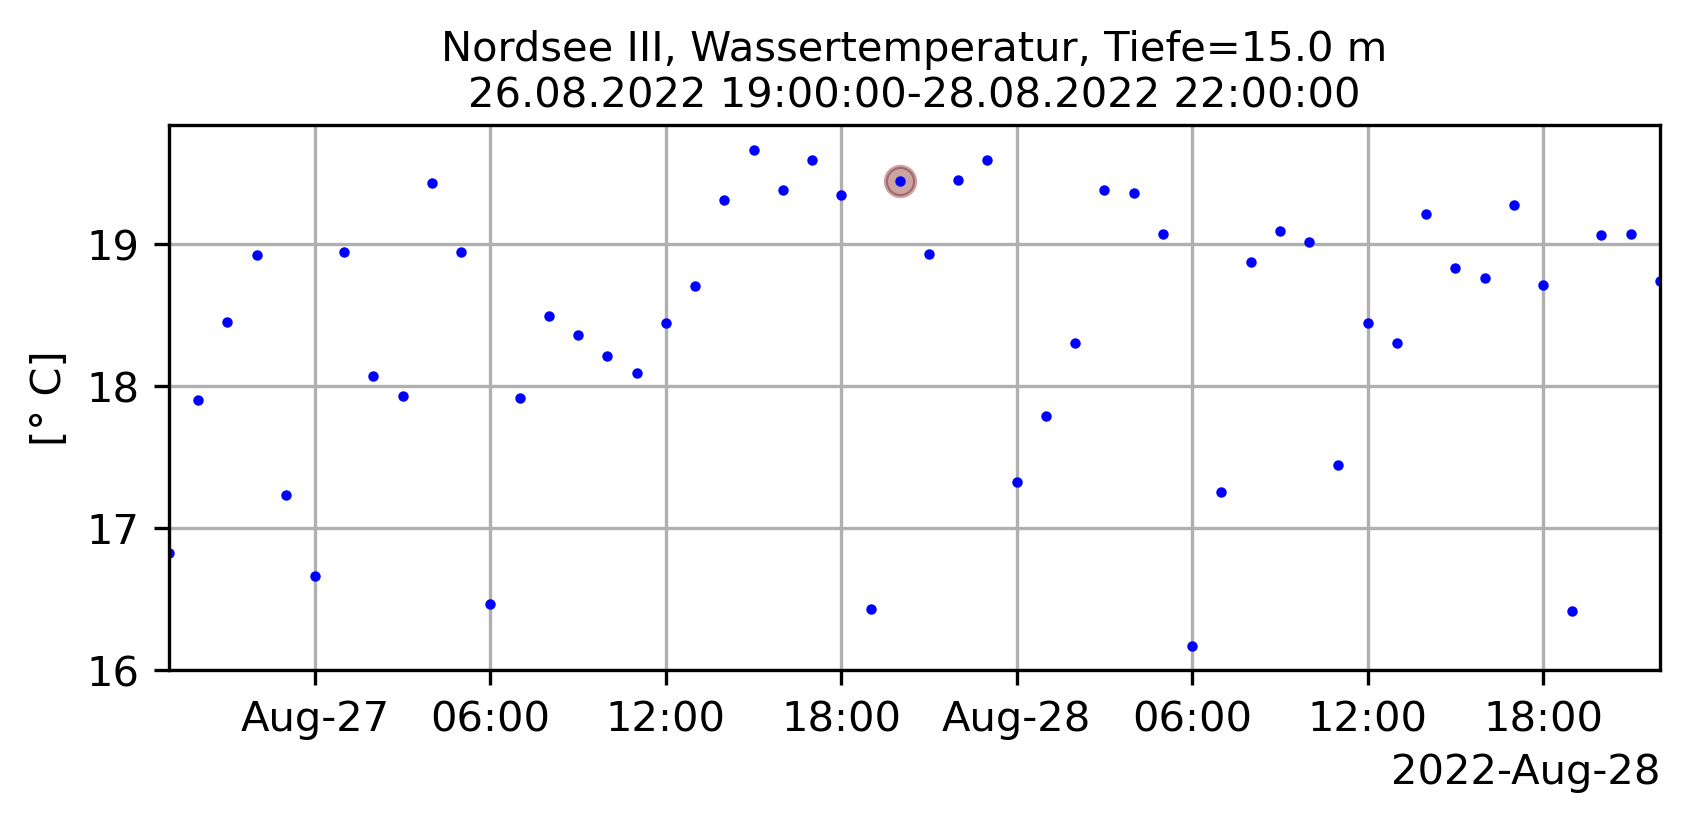 Nordsee III, Wassertemperatur, Tiefe=15.0 m
26.08.2022 19:00:00-28.08.2022 22:00:00
[° C]
19
18
17
16
Aug-27 06:00 12:00 18:00 Aug-28 06:00 12:00 18:00
2022-Aug-28